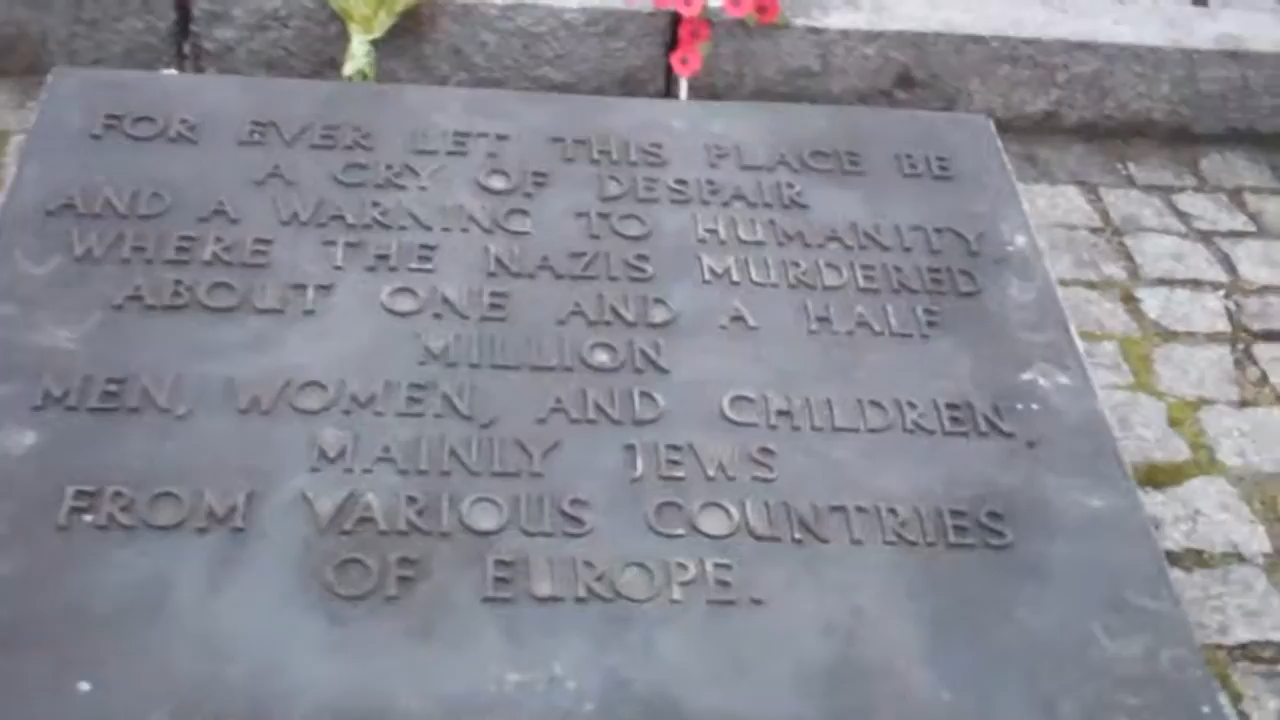 FOR EVER LET THIS PLACE BE
A CRY OF DESPAIR
AND A WARNING TO HUMANITY
WHERE THE NAZIS MURDERED
ABOUT ONE AND A HALF
MILLION
MEN, WOMEN, AND CHILDREN,
MAINLY JEWS
FROM VARIOUS COUNTRIES
OF EUROPE.